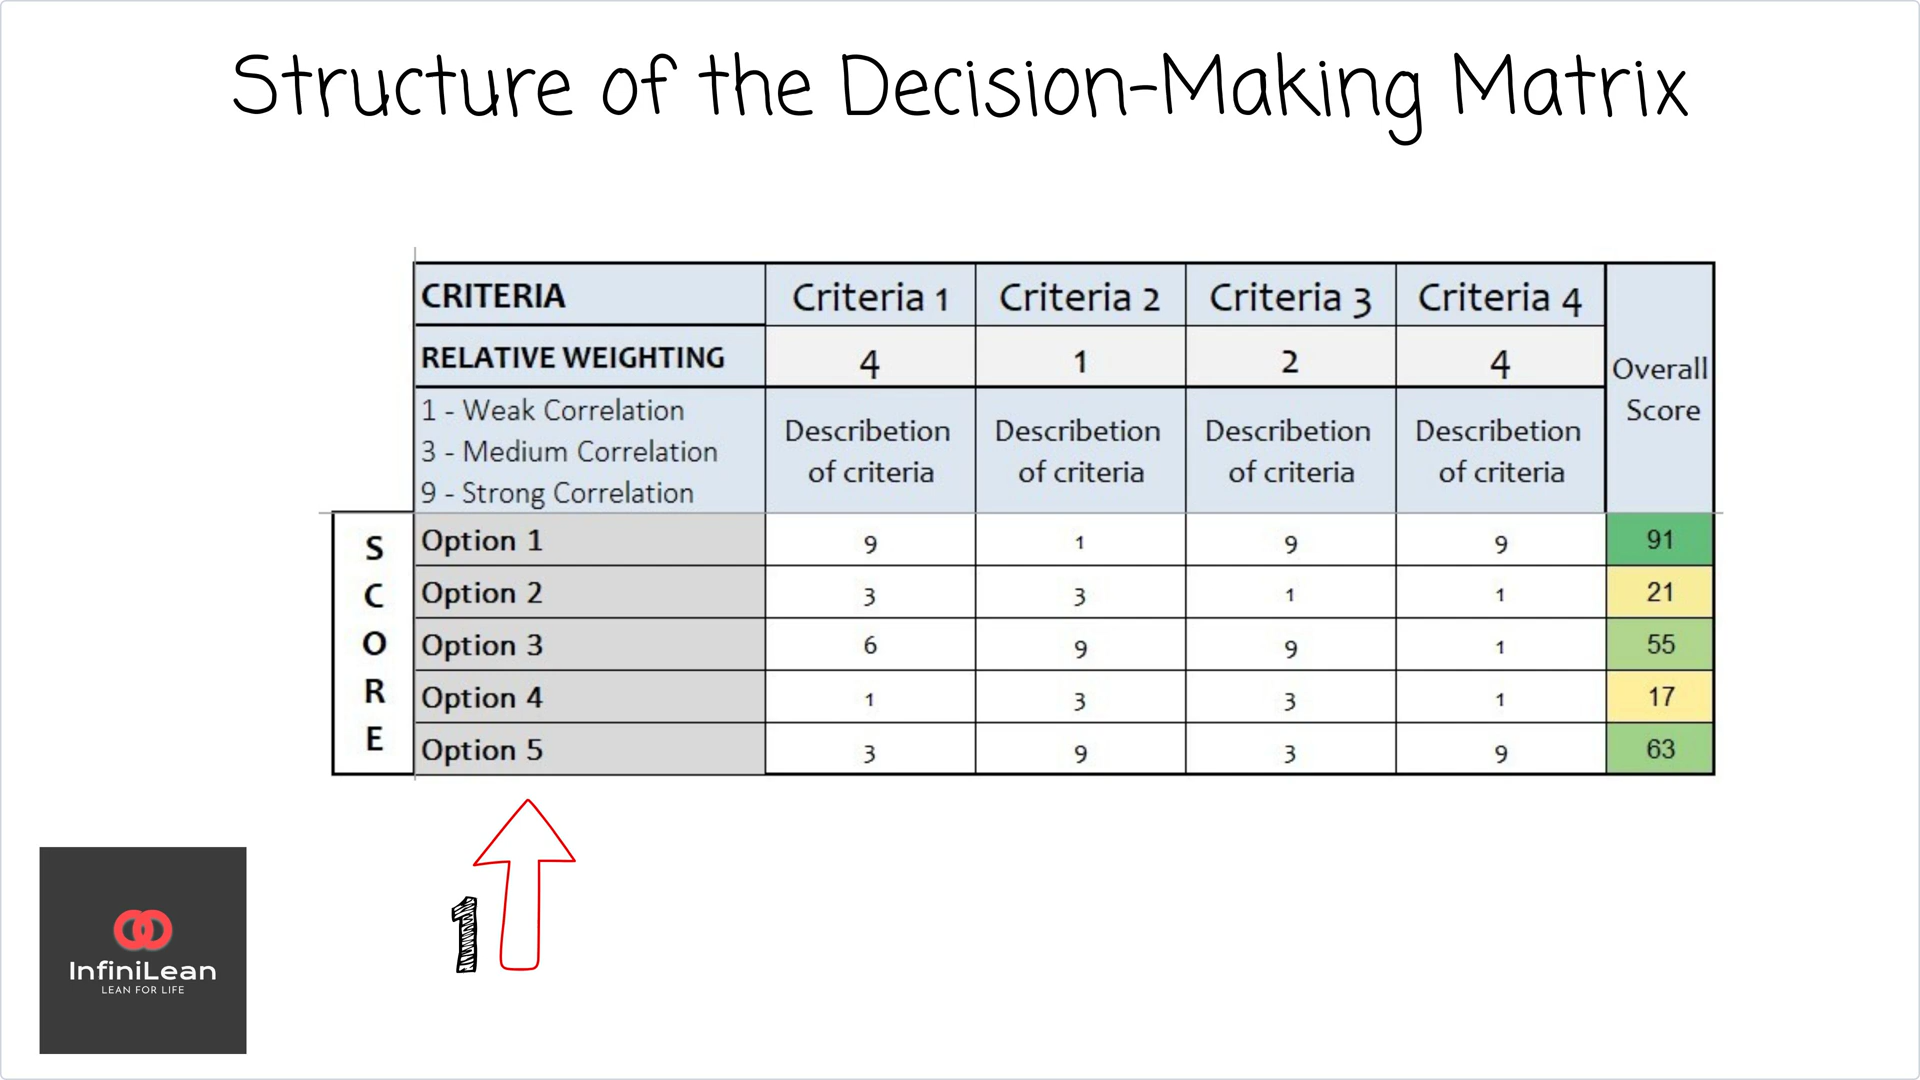 Structure of the Decision-Making Matrix
CRITERIA Criteria 1 Criteria 2 Criteria 3 Criteria 4
RELATIVE WEIGHTING 4 1 2 4
Overall
Score
1 - Weak Correlation
3 - Medium Correlation
9 - Strong Correlation
Describetion Describetion Describetion Describetion
of criteria of criteria of criteria of criteria
SCORE
Option 1 9 1 9 9 91
Option 2 3 3 1 1 21
Option 3 6 9 9 1 55
Option 4 1 3 3 1 17
Option 5 3 9 3 9 63
1
InfiniLean
LEAN FOR LIFE